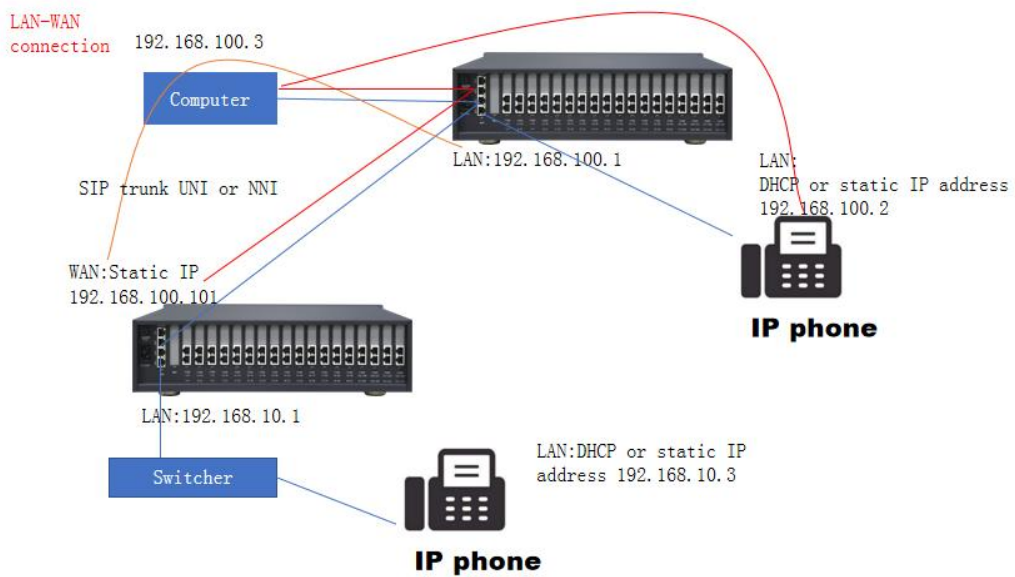 LAN-WAN
connection
192.168.100.3
Computer
LAN:192.168.100.1
LAN:
DHCP or static IP address
192.168.100.2
SIP trunk UNI or NNI
WAN:Static IP
192.168.100.101
IP phone
LAN:192.168.10.1
LAN:DHCP or static IP
address 192.168.10.3
Switcher
IP phone